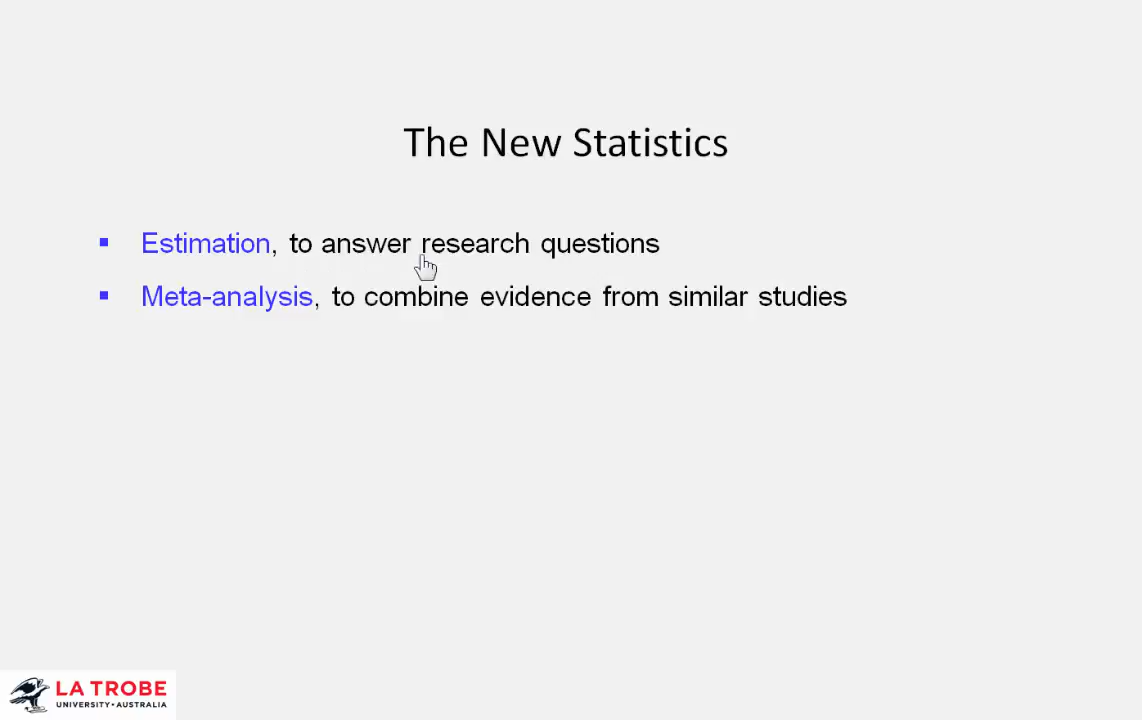 The New Statistics
▪ Estimation, to answer research questions
▪ Meta-analysis, to combine evidence from similar studies
LA TROBE
UNIVERSITY • AUSTRALIA